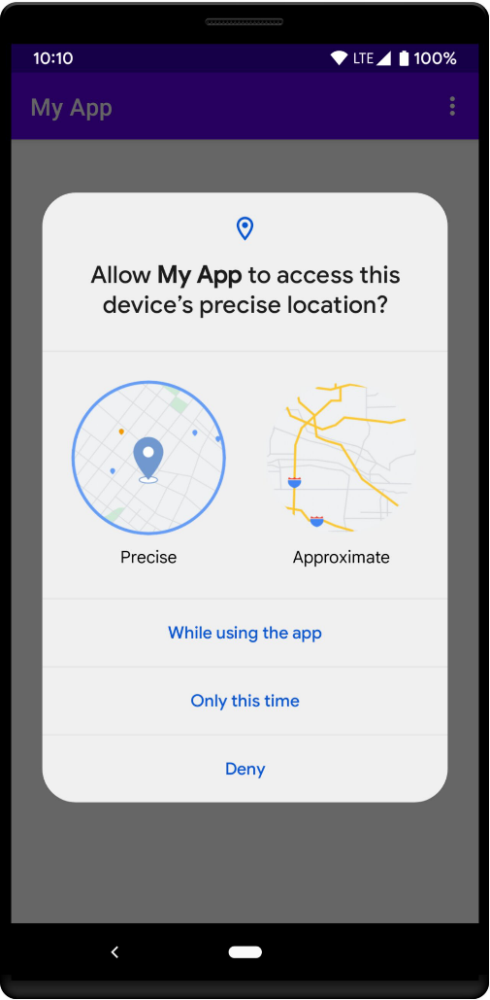 10:10 LTE 100%
My App
Allow My App to access this
device’s precise location?
Precise Approximate
While using the app
Only this time
Deny